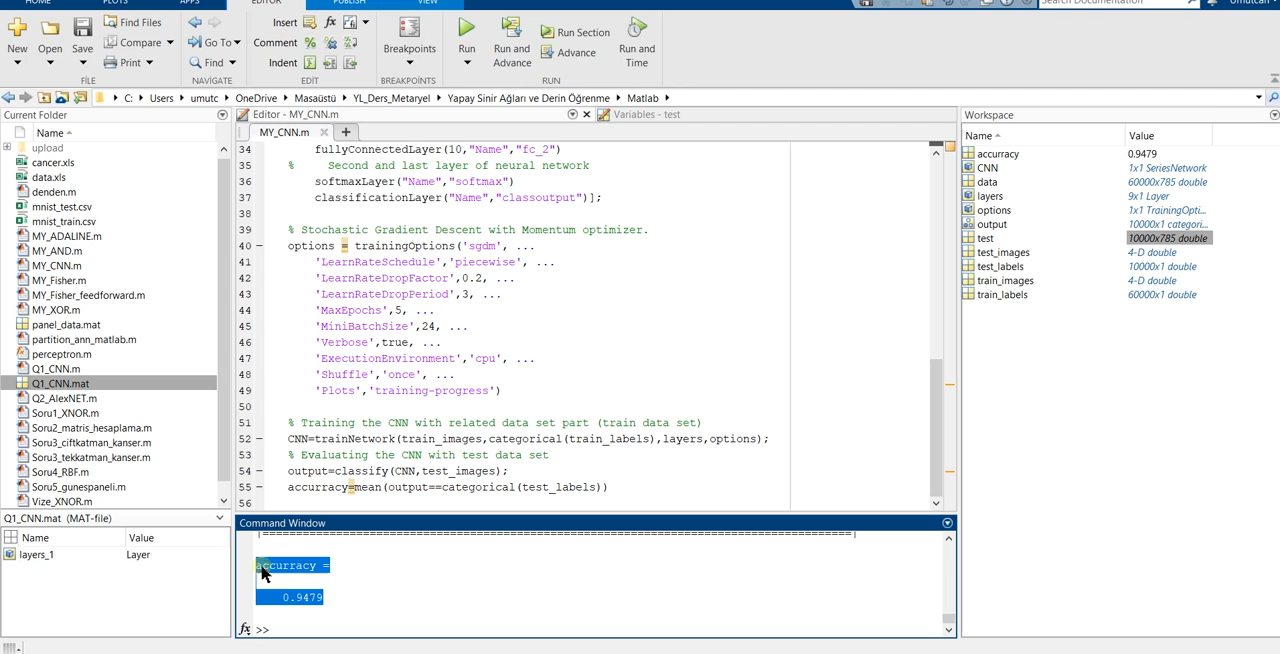 HOME PLOTS APPS EDITOR PUBLISH VIEW
Search Documentation
umutcan
New Open Save
Find Files
Compare
Print
FILE
Go To
Find
NAVIGATE
Insert fx
Comment
Indent
EDIT
Breakpoints
BREAKPOINTS
Run
Run and Advance
Run Section
Advance
Run and Time
RUN
C: Users umutc OneDrive Masaüstü YL_Ders_Metaryel Yapay Sinir Ağları ve Derin Öğrenme Matlab
Current Folder
Name
upload
cancer.xls
data.xls
denden.m
mnist_test.csv
mnist_train.csv
MY_ADALINE.m
MY_AND.m
MY_CNN.m
MY_Fisher.m
MY_Fisher_feedforward.m
MY_XOR.m
panel_data.mat
partition_ann_matlab.m
perceptron.m
Q1_CNN.m
Q1_CNN.mat
Q2_AlexNET.m
Soru1_XNOR.m
Soru2_matris_hesaplama.m
Soru3_ciftkatman_kanser.m
Soru3_tekkatman_kanser.m
Soru4_RBF.m
Soru5_gunespaneli.m
Vize_XNOR.m
Q1_CNN.mat (MAT-file)
Name Value
layers_1 Layer
Editor - MY_CNN.m
Variables - test
MY_CNN.m
34 fullyConnectedLayer(10,"Name","fc_2")
35 % Second and last layer of neural network
36 softmaxLayer("Name","softmax")
37 classificationLayer("Name","classoutput")];
38
39 % Stochastic Gradient Descent with Momentum optimizer.
40 – options = trainingOptions('sgdm', ...
41 'LearnRateSchedule','piecewise', ...
42 'LearnRateDropFactor',0.2, ...
43 'LearnRateDropPeriod',3, ...
44 'MaxEpochs',5, ...
45 'MiniBatchSize',24, ...
46 'Verbose',true, ...
47 'ExecutionEnvironment','cpu', ...
48 'Shuffle','once', ...
49 'Plots','training-progress')
50
51 % Training the CNN with related data set part (train data set)
52 – CNN=trainNetwork(train_images,categorical(train_labels),layers,options);
53 % Evaluating the CNN with test data set
54 – output=classify(CNN,test_images);
55 – accurracy=mean(output==categorical(test_labels))
56
Command Window
|========================================================================================|
accurracy =
0.9479
fx >>
Workspace
Name Value
accurracy 0.9479
CNN 1x1 SeriesNetwork
data 60000x785 double
layers 9x1 Layer
options 1x1 TrainingOpti...
output 10000x1 categori...
test 10000x785 double
test_images 4-D double
test_labels 10000x1 double
train_images 4-D double
train_labels 60000x1 double